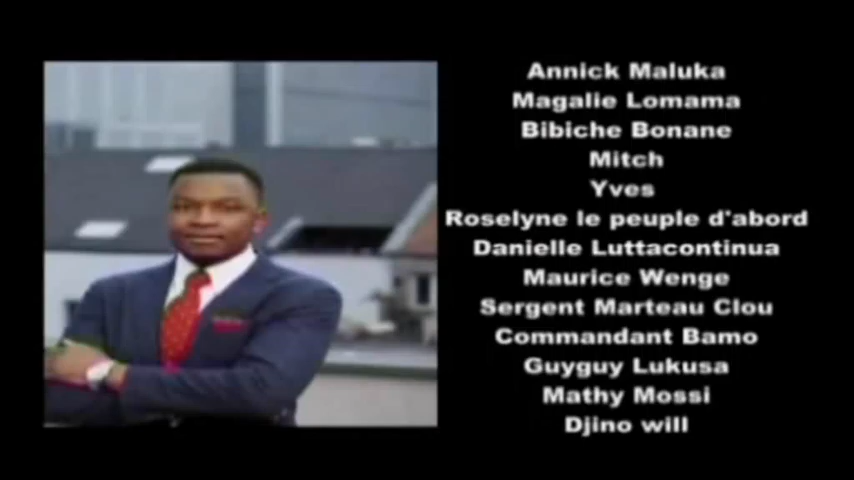 Annick Maluka
Magalie Lomama
Bibiche Bonane
Mitch
Yves
Roselyne le peuple d'abord
Danielle Luttacontinua
Maurice Wenge
Sergent Marteau Clou
Commandant Bamo
Guyguy Lukusa
Mathy Mossi
Djino will